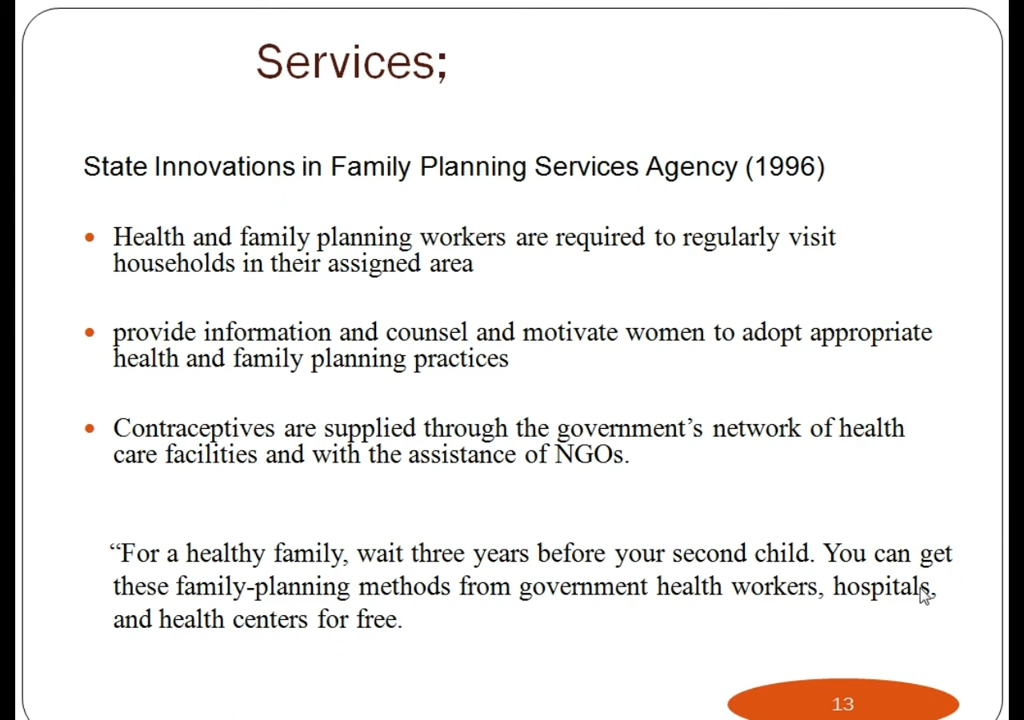 Services;
State Innovations in Family Planning Services Agency (1996)
• Health and family planning workers are required to regularly visit
households in their assigned area
• provide information and counsel and motivate women to adopt appropriate
health and family planning practices
• Contraceptives are supplied through the government’s network of health
care facilities and with the assistance of NGOs.
“For a healthy family, wait three years before your second child. You can get
these family-planning methods from government health workers, hospitals,
and health centers for free.
13